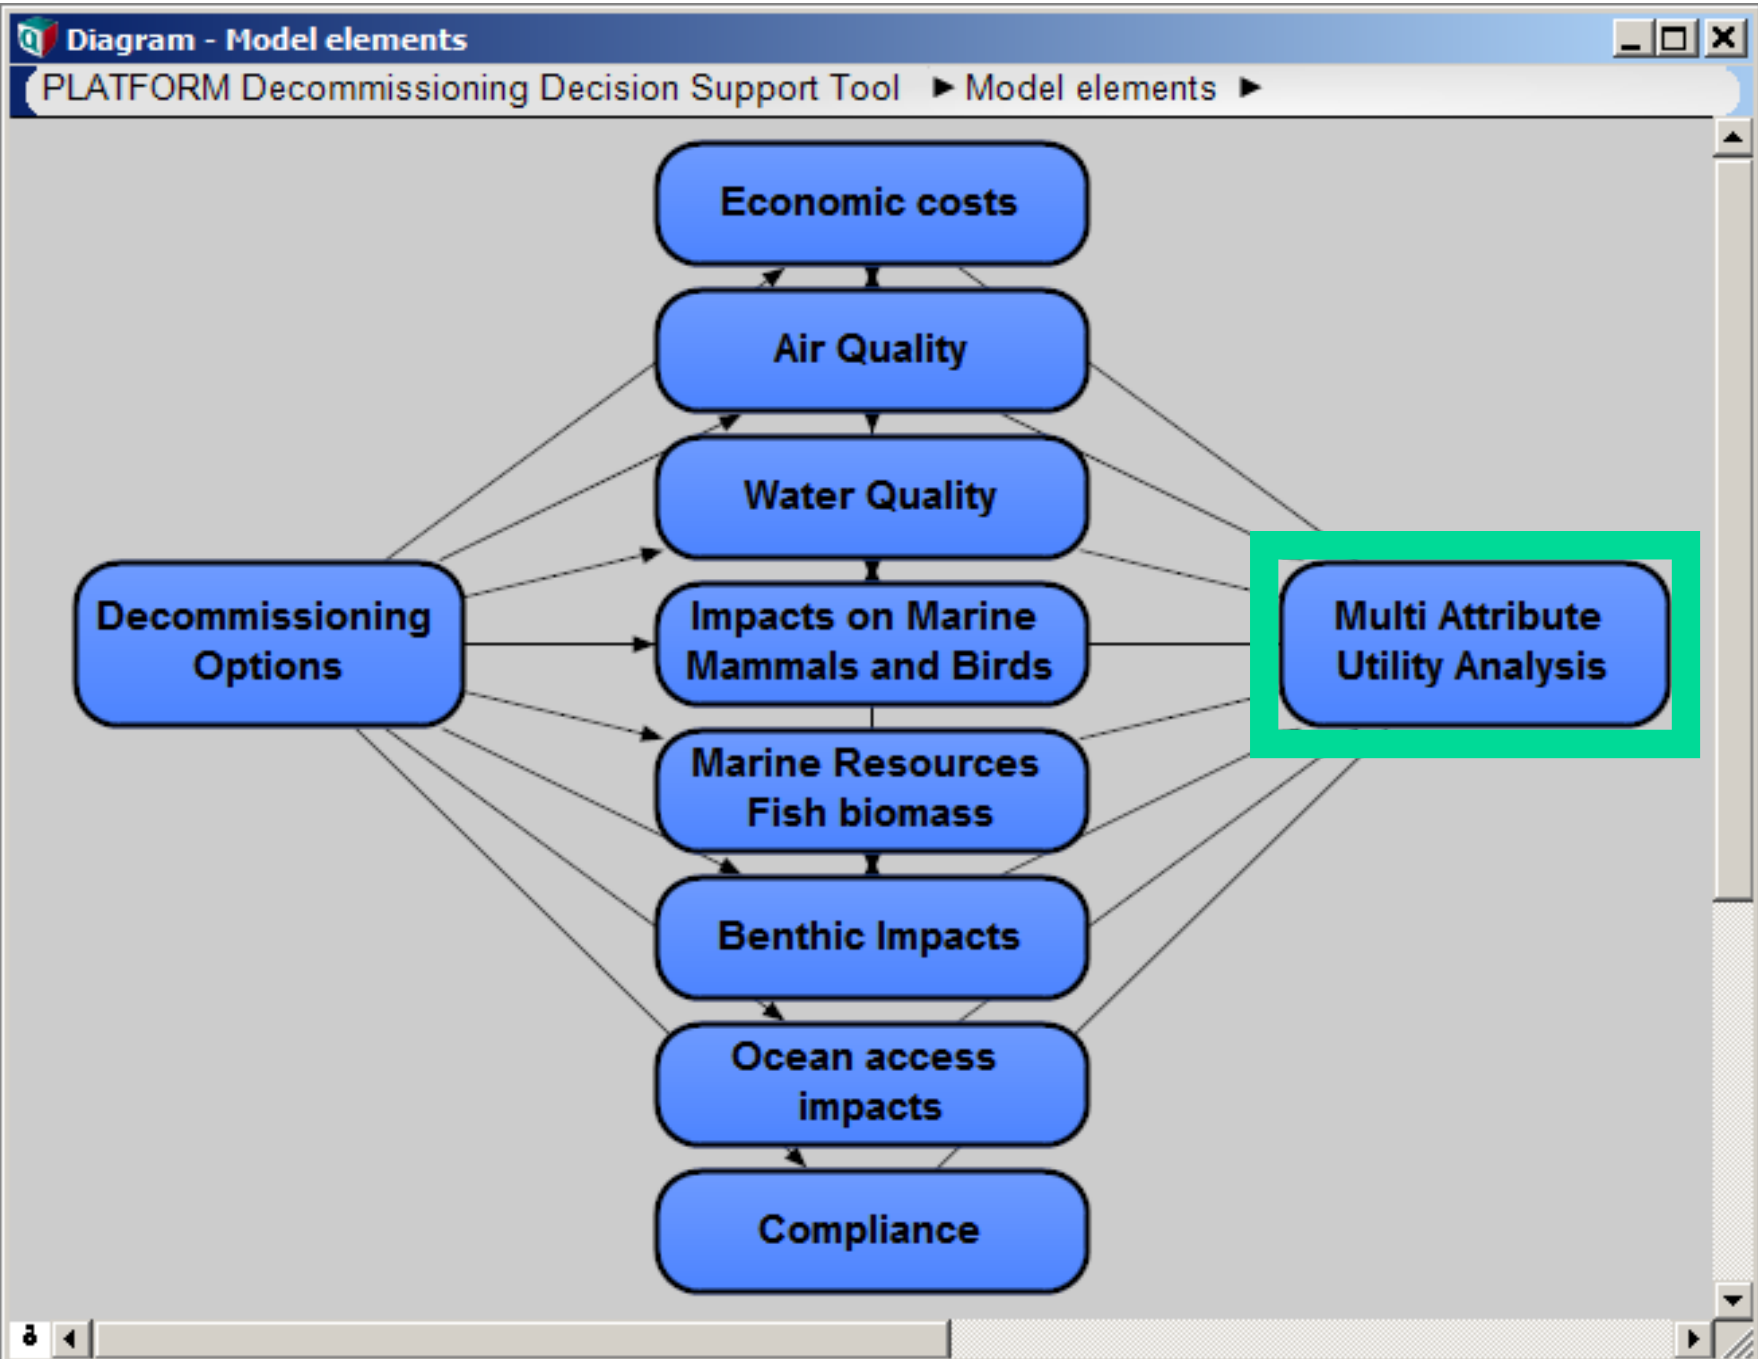 Diagram - Model elements
PLATFORM Decommissioning Decision Support Tool ► Model elements ►
Economic costs
Air Quality
Water Quality
Decommissioning
Options
Impacts on Marine
Mammals and Birds
Multi Attribute
Utility Analysis
Marine Resources
Fish biomass
Benthic Impacts
Ocean access
impacts
Compliance